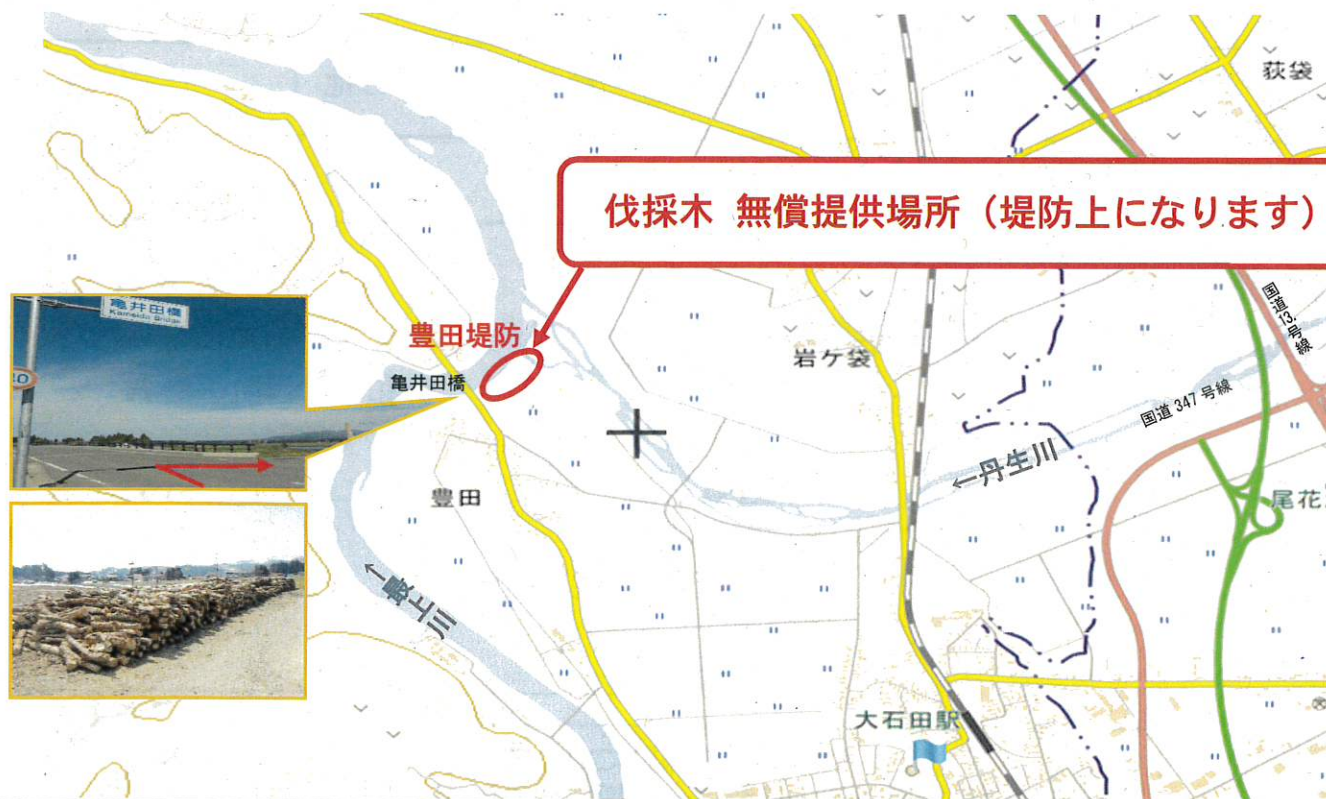 荻袋
伐採木 無償提供場所（堤防上になります）
国道13号線
亀井田橋
Kameida Bridge
40
豊田堤防
亀井田橋
岩ケ袋
国道 347 号線
←丹生川
豊田
尾花
←最上川
大石田駅